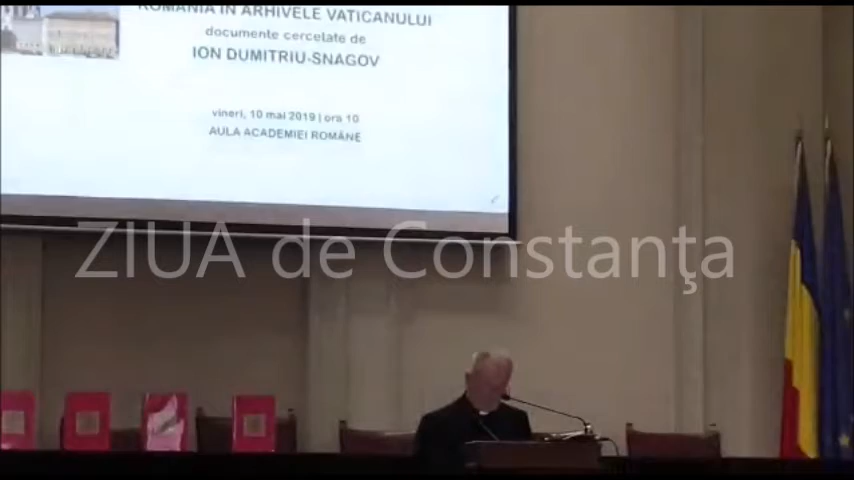 ROMÂNIA ÎN ARHIVELE VATICANULUI
documente cercetate de
ION DUMITRIU-SNAGOV
vineri, 10 mai 2019 | ora 10
AULA ACADEMIEI ROMÂNE
ZIUA de Constanţa